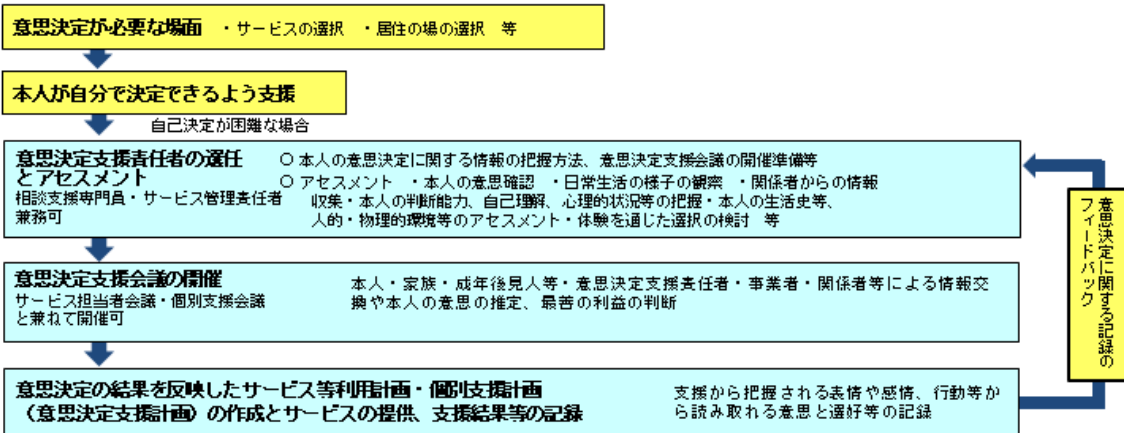 意思決定が必要な場面 ・サービスの選択 ・居住の場の選択 等
本人が自分で決定できるよう支援
自己決定が困難な場合
意思決定支援責任者の選任
とアセスメント
相談支援専門員・サービス管理責任者
兼務可
○ 本人の意思決定に関する情報の把握方法、意思決定支援会議の開催準備等
○ アセスメント ・本人の意思確認 ・日常生活の様子の観察 ・関係者からの情報
収集・本人の判断能力、自己理解、心理的状況等の把握・本人の生活史等、
人的・物理的環境等のアセスメント・体験を通じた選択の検討 等
意思決定支援会議の開催
サービス担当者会議・個別支援会議
と兼ねて開催可
本人・家族・成年後見人等・意思決定支援責任者・事業者・関係者等による情報交
換や本人の意思の推定、最善の利益の判断
意思決定の結果を反映したサービス等利用計画・個別支援計画
(意思決定支援計画)の作成とサービスの提供、支援結果等の記録
支援から把握される表情や感情、行動等か
ら読み取れる意思と選好等の記録
意思決定に関する記録の
フィードバック